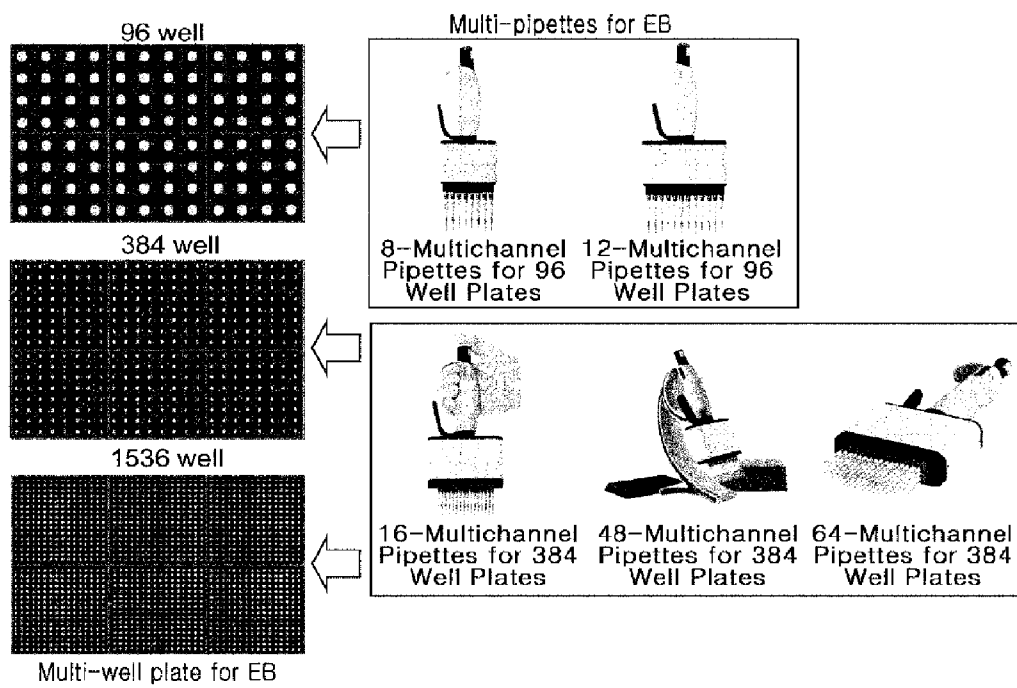 96 well
Multi-pipettes for EB
8-Multichannel
Pipettes for 96
Well Plates
12-Multichannel
Pipettes for 96
Well Plates
384 well
1536 well
16-Multichannel
Pipettes for 384
Well Plates
48-Multichannel
Pipettes for 384
Well Plates
64-Multichannel
Pipettes for 384
Well Plates
Multi-well plate for EB